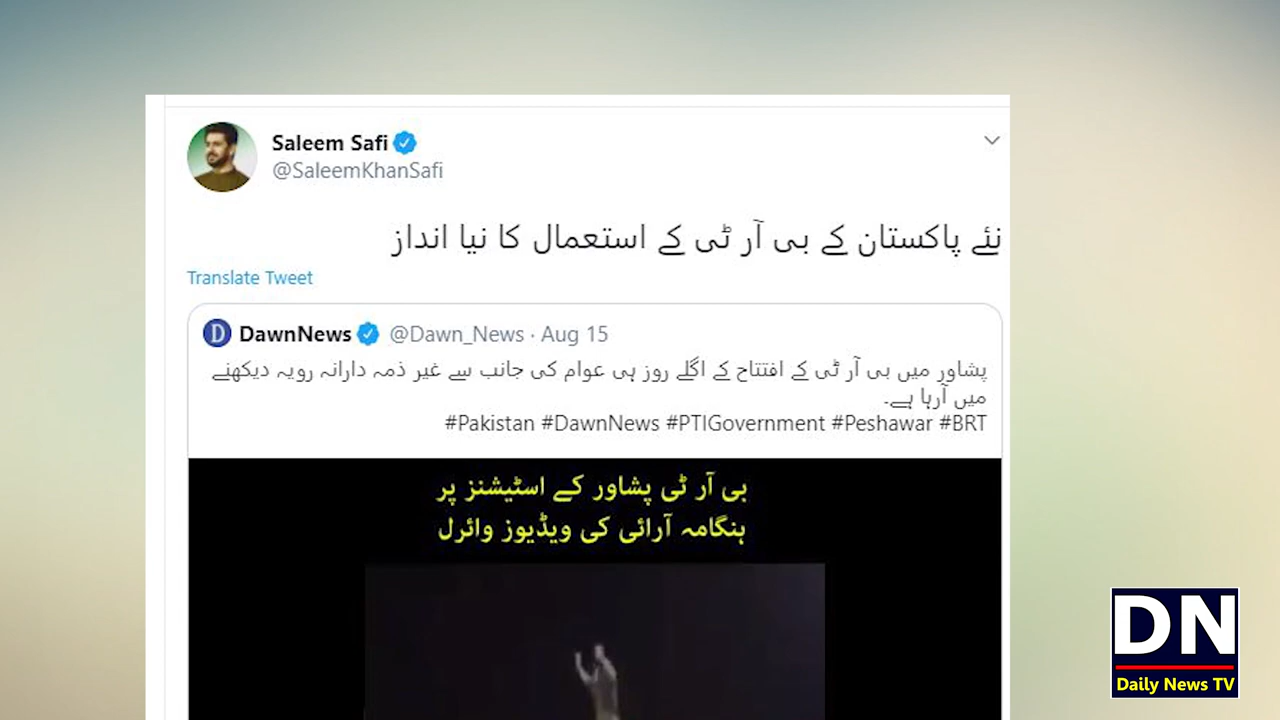 Saleem Safi
@SaleemKhanSafi
نئے پاکستان کے بی آر ٹی کے استعمال کا نیا انداز
Translate Tweet
D DawnNews @Dawn_News · Aug 15
پشاور میں بی آر ٹی کے افتتاح کے اگلے روز ہی عوام کی جانب سے غیر ذمہ دارانہ رویہ دیکھنے
میں آرہا ہے۔
#Pakistan #DawnNews #PTIGovernment #Peshawar #BRT
بی آر ٹی پشاور کے اسٹیشنز پر
ہنگامہ آرائی کی ویڈیوز وائرل
DN
Daily News TV